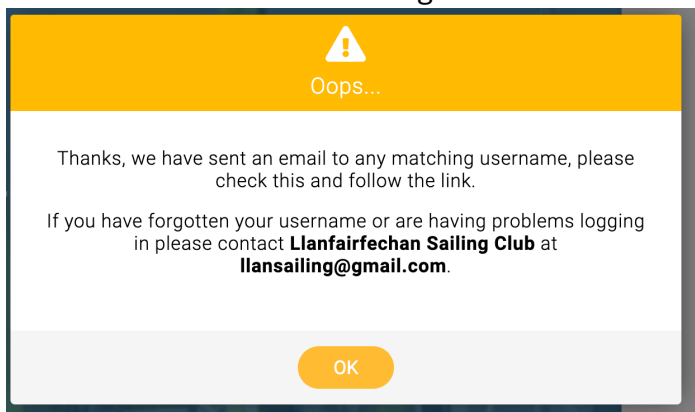 Oops...
Thanks, we have sent an email to any matching username, please
check this and follow the link.
If you have forgotten your username or are having problems logging
in please contact Llanfairfechan Sailing Club at
llansailing@gmail.com.
OK